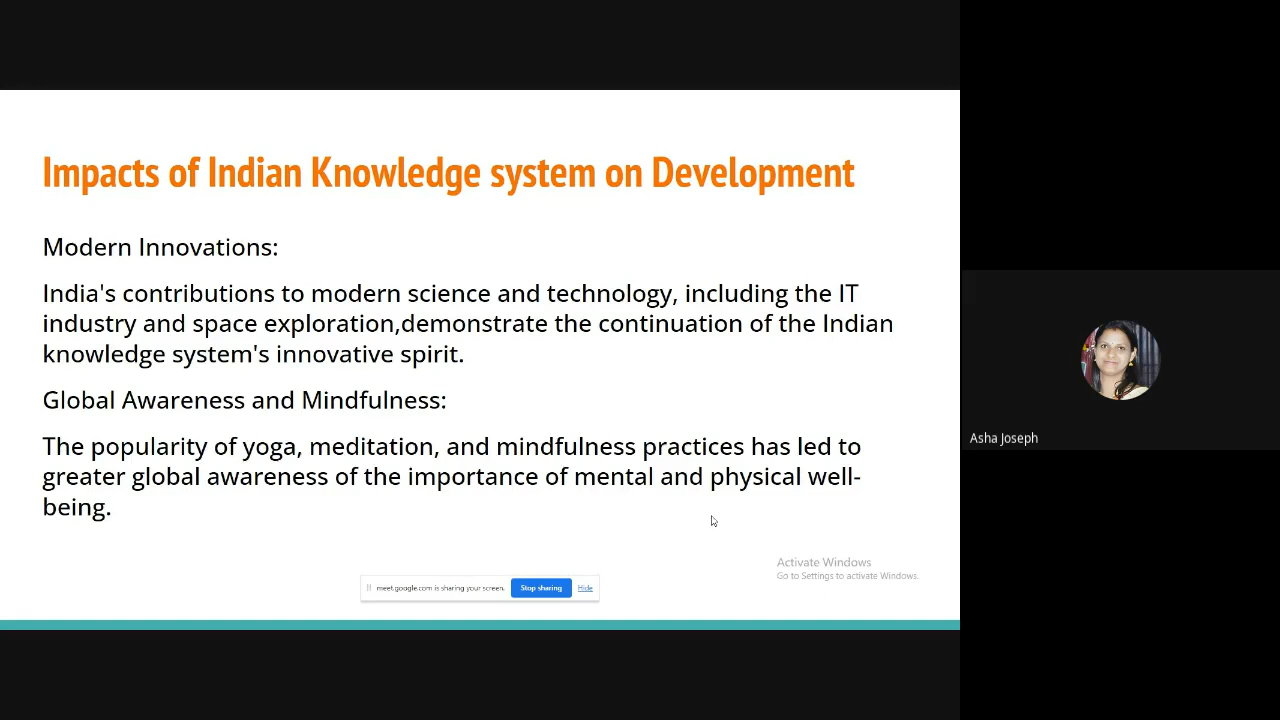 Impacts of Indian Knowledge system on Development
Modern Innovations:
India's contributions to modern science and technology, including the IT
industry and space exploration,demonstrate the continuation of the Indian
knowledge system's innovative spirit.
Global Awareness and Mindfulness:
The popularity of yoga, meditation, and mindfulness practices has led to
greater global awareness of the importance of mental and physical well-
being.
Asha Joseph
Activate Windows
Go to Settings to activate Windows.
meet.google.com is sharing your screen.
Stop sharing
Hide